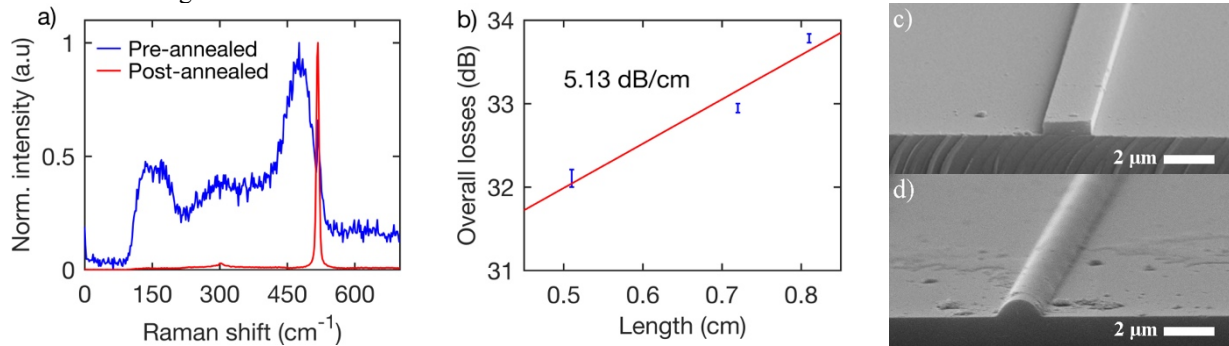 a)
Norm. intensity (a.u)
1
0.5
0
Pre-annealed
Post-annealed
0 150 300 450 600
Raman shift (cm⁻¹)
b)
Overall losses (dB)
34
33
32
31
5.13 dB/cm
0.5 0.6 0.7 0.8
Length (cm)
c)
2 μm
d)
2 μm